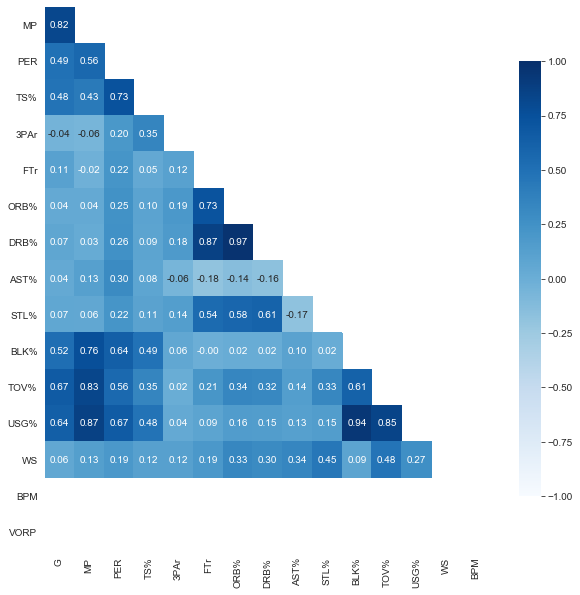 MP 0.82
PER 0.49 0.56
TS% 0.48 0.43 0.73
3PAr -0.04 -0.06 0.20 0.35
FTr 0.11 -0.02 0.22 0.05 0.12
ORB% 0.04 0.04 0.25 0.10 0.19 0.73
DRB% 0.07 0.03 0.26 0.09 0.18 0.87 0.97
AST% 0.04 0.13 0.30 0.08 -0.06 -0.18 -0.14 -0.16
STL% 0.07 0.06 0.22 0.11 0.14 0.54 0.58 0.61 -0.17
BLK% 0.52 0.76 0.64 0.49 0.06 -0.00 0.02 0.02 0.10 0.02
TOV% 0.67 0.83 0.56 0.35 0.02 0.21 0.34 0.32 0.14 0.33 0.61
USG% 0.64 0.87 0.67 0.48 0.04 0.09 0.16 0.15 0.13 0.15 0.94 0.85
WS 0.06 0.13 0.19 0.12 0.12 0.19 0.33 0.30 0.34 0.45 0.09 0.48 0.27
BPM
VORP
G MP PER TS% 3PAr FTr ORB% DRB% AST% STL% BLK% TOV% USG% WS BPM
1.00
0.75
0.50
0.25
0.00
−0.25
−0.50
−0.75
−1.00